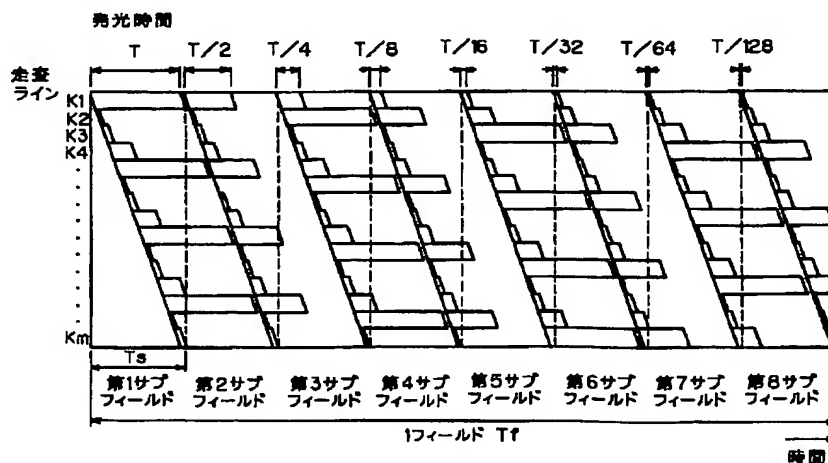 発光時間
T T/2 T/4 T/8 T/16 T/32 T/64 T/128
走査
ライン
K1
K2
K3
K4
Km
Ts
第1サブ 第2サブ 第3サブ 第4サブ 第5サブ 第6サブ 第7サブ 第8サブ
フィールド フィールド フィールド フィールド フィールド フィールド フィールド フィールド
1フィールド Tf
時間